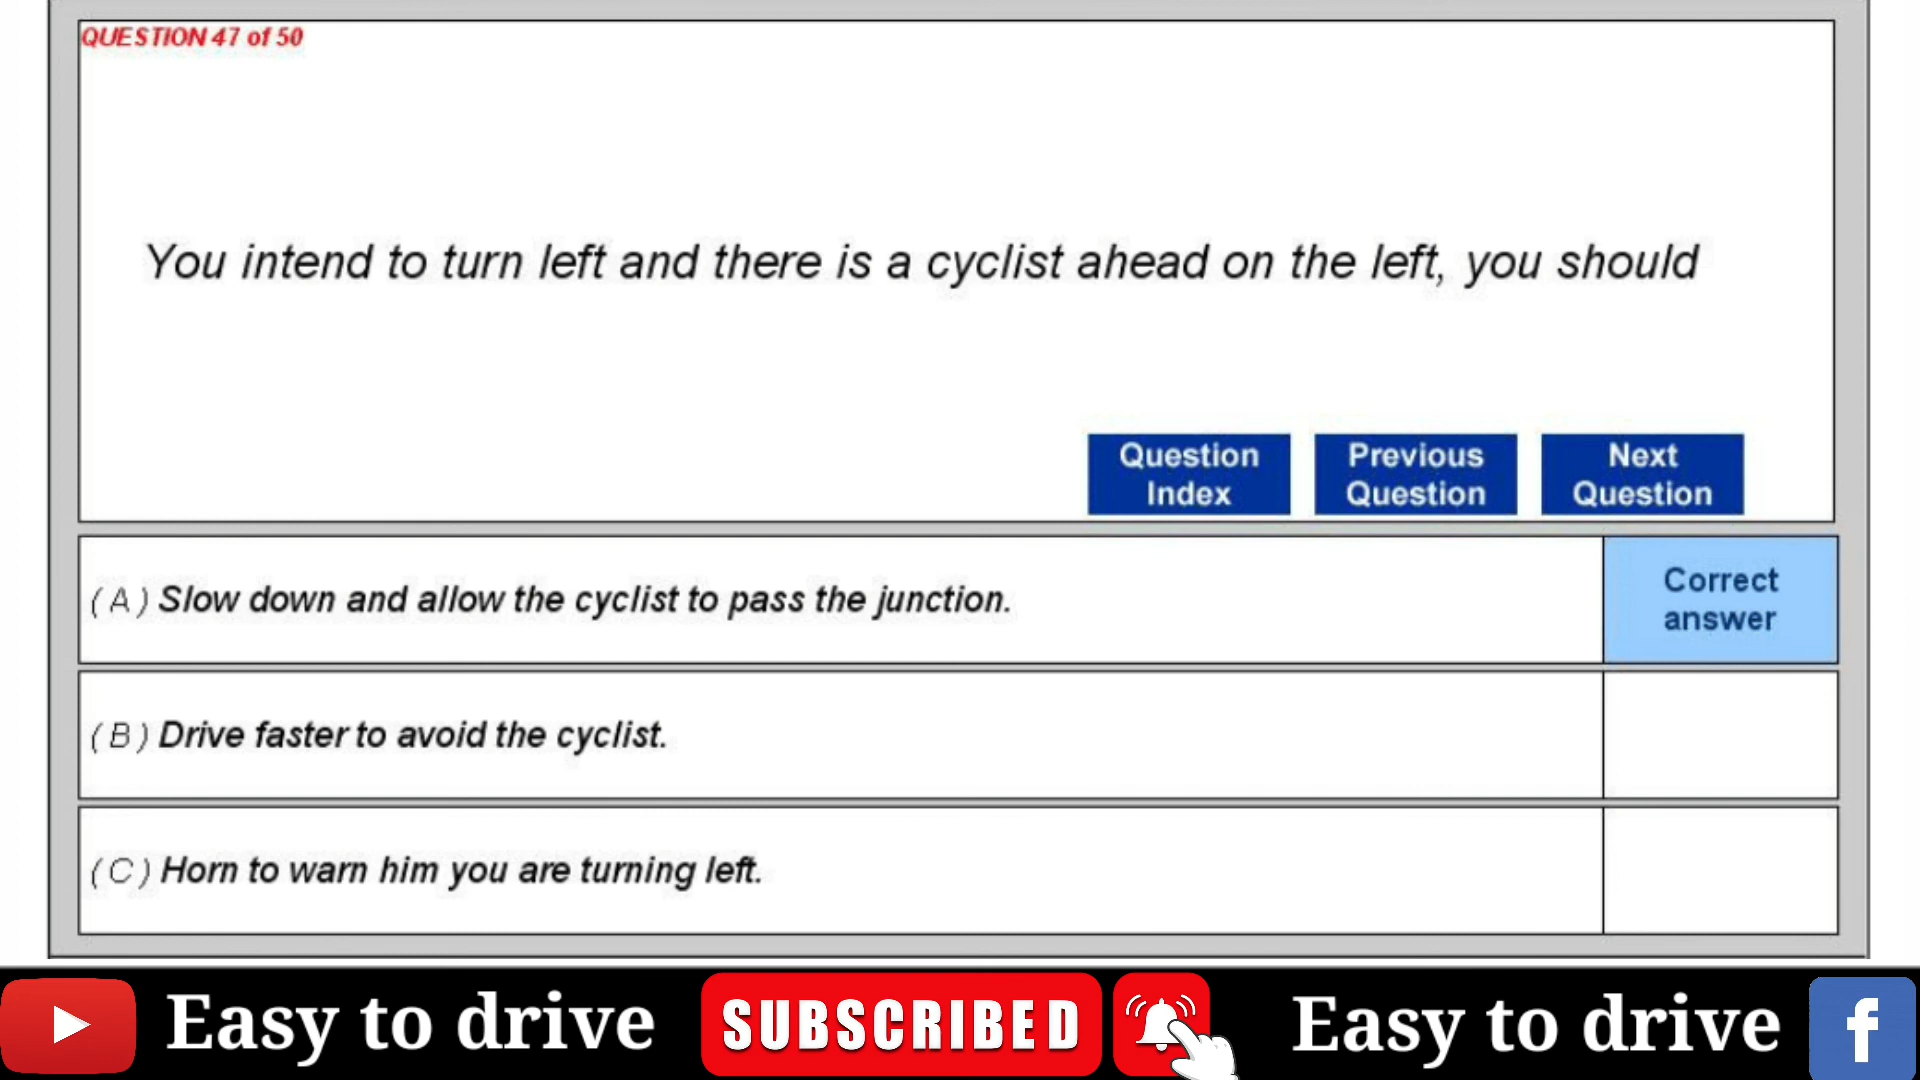 QUESTION 47 of 50
You intend to turn left and there is a cyclist ahead on the left, you should
Question
Index
Previous
Question
Next
Question
(A) Slow down and allow the cyclist to pass the junction.
Correct
answer
(B) Drive faster to avoid the cyclist.
(C) Horn to warn him you are turning left.
Easy to drive
SUBSCRIBED
Easy to drive
f